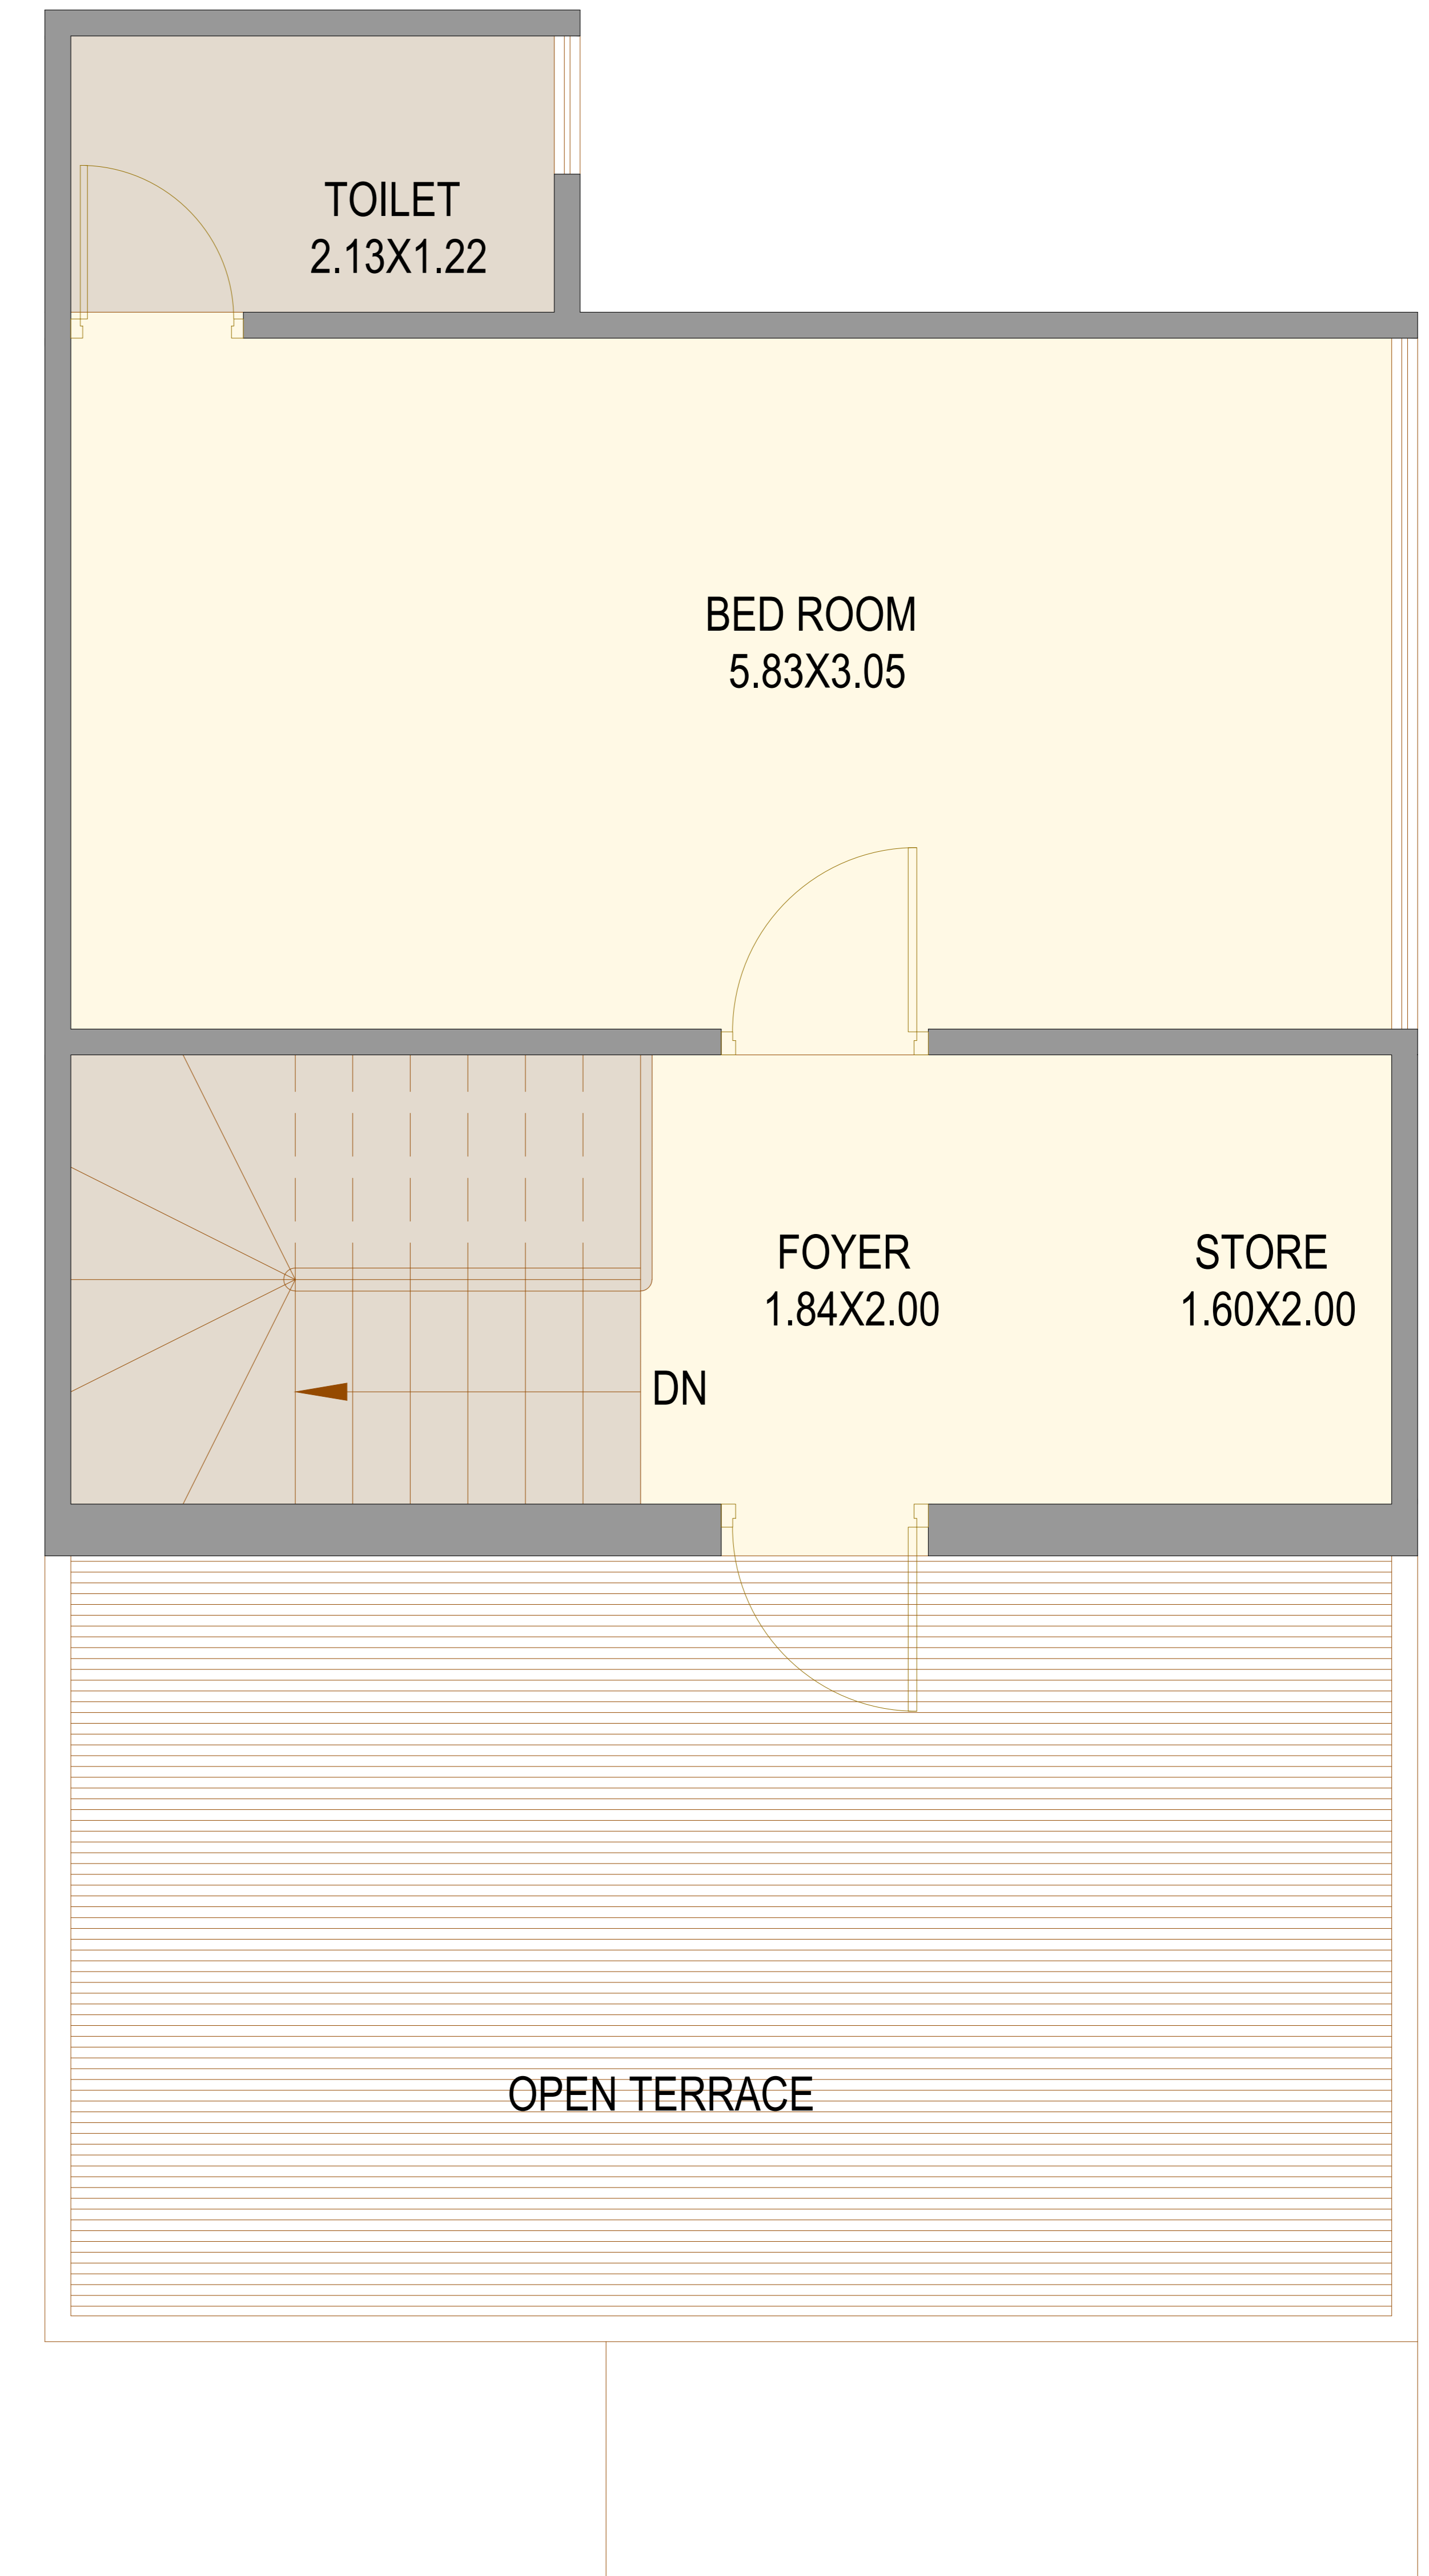 TOILET
2.13X1.22
BED ROOM
5.83X3.05
FOYER
1.84X2.00
STORE
1.60X2.00
DN
OPEN TERRACE